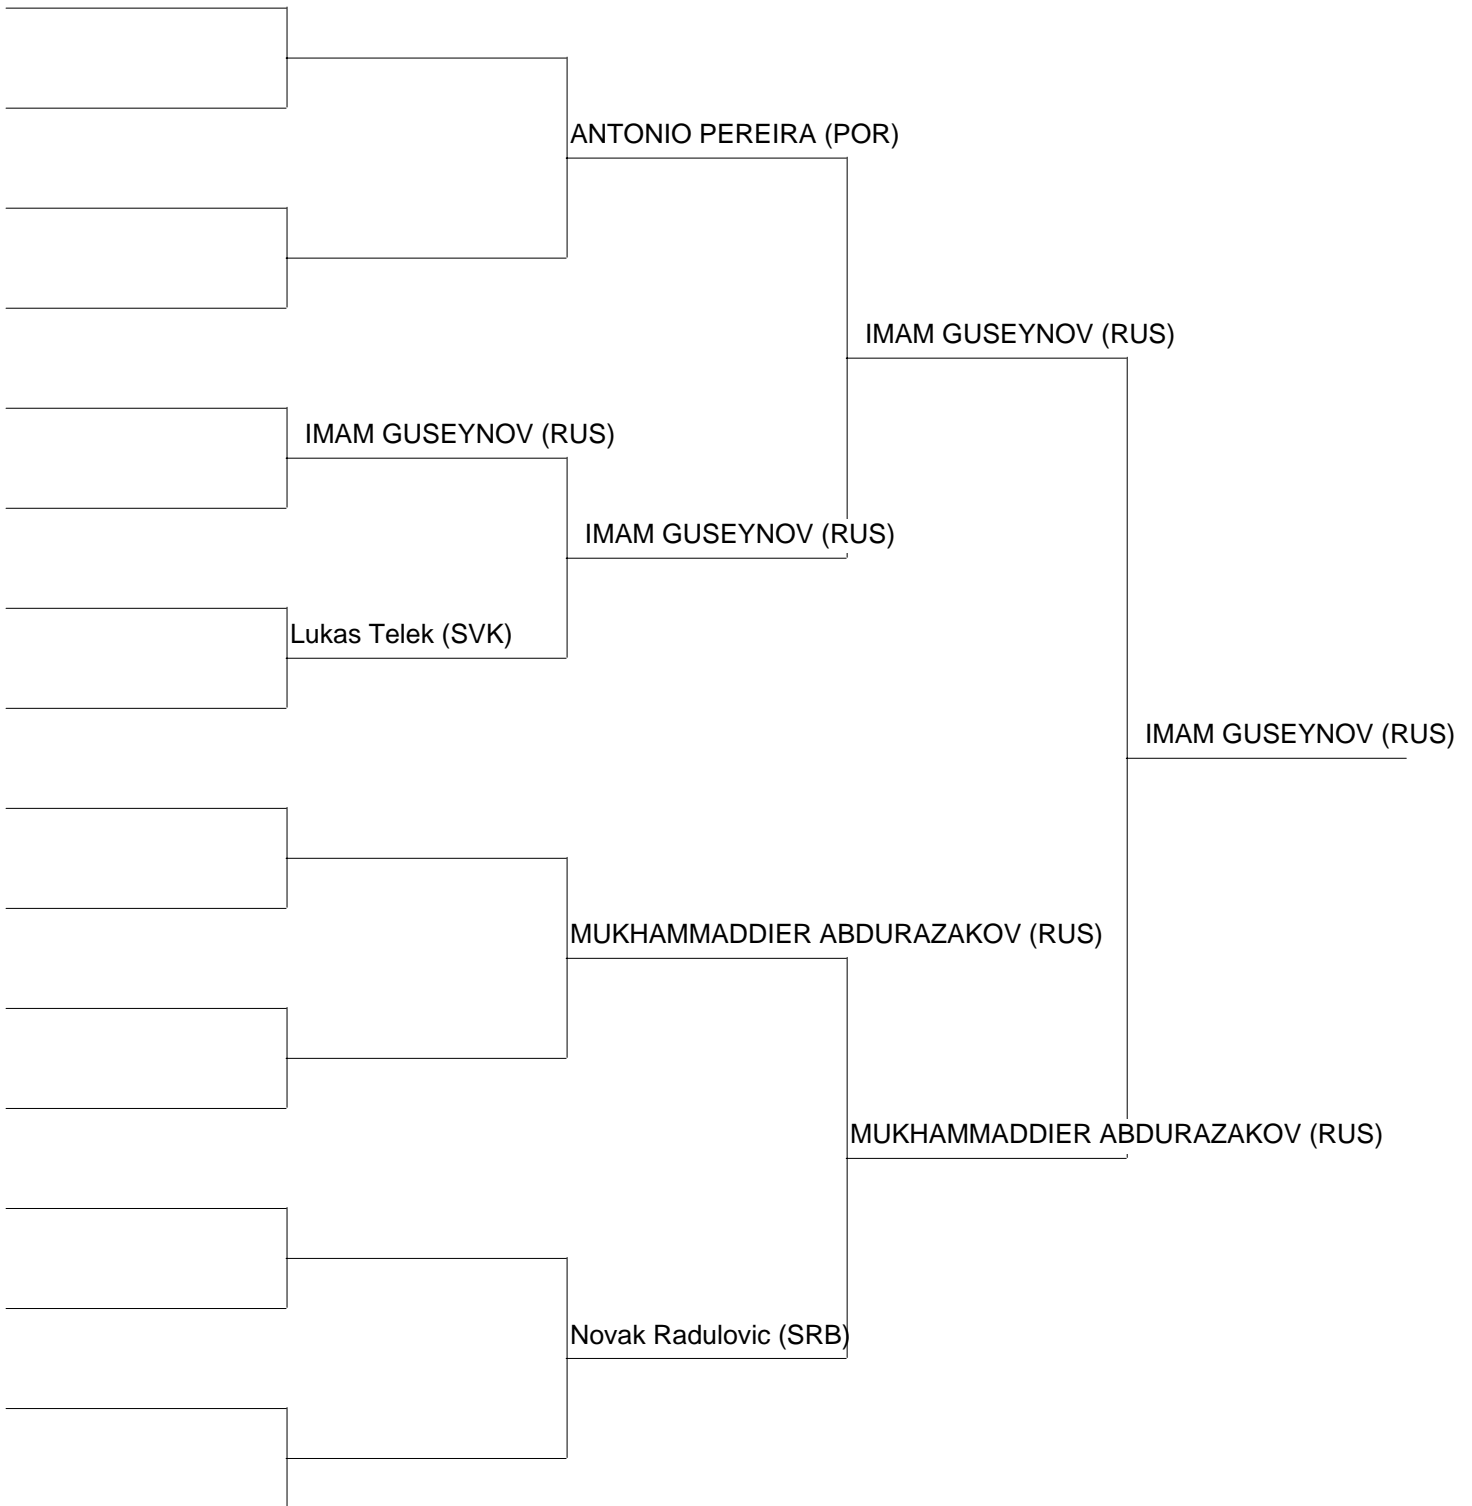 ANTONIO PEREIRA (POR)
IMAM GUSEYNOV (RUS)
IMAM GUSEYNOV (RUS)
IMAM GUSEYNOV (RUS)
Lukas Telek (SVK)
IMAM GUSEYNOV (RUS)
MUKHAMMADDIER ABDURAZAKOV (RUS)
MUKHAMMADDIER ABDURAZAKOV (RUS)
Novak Radulovic (SRB)